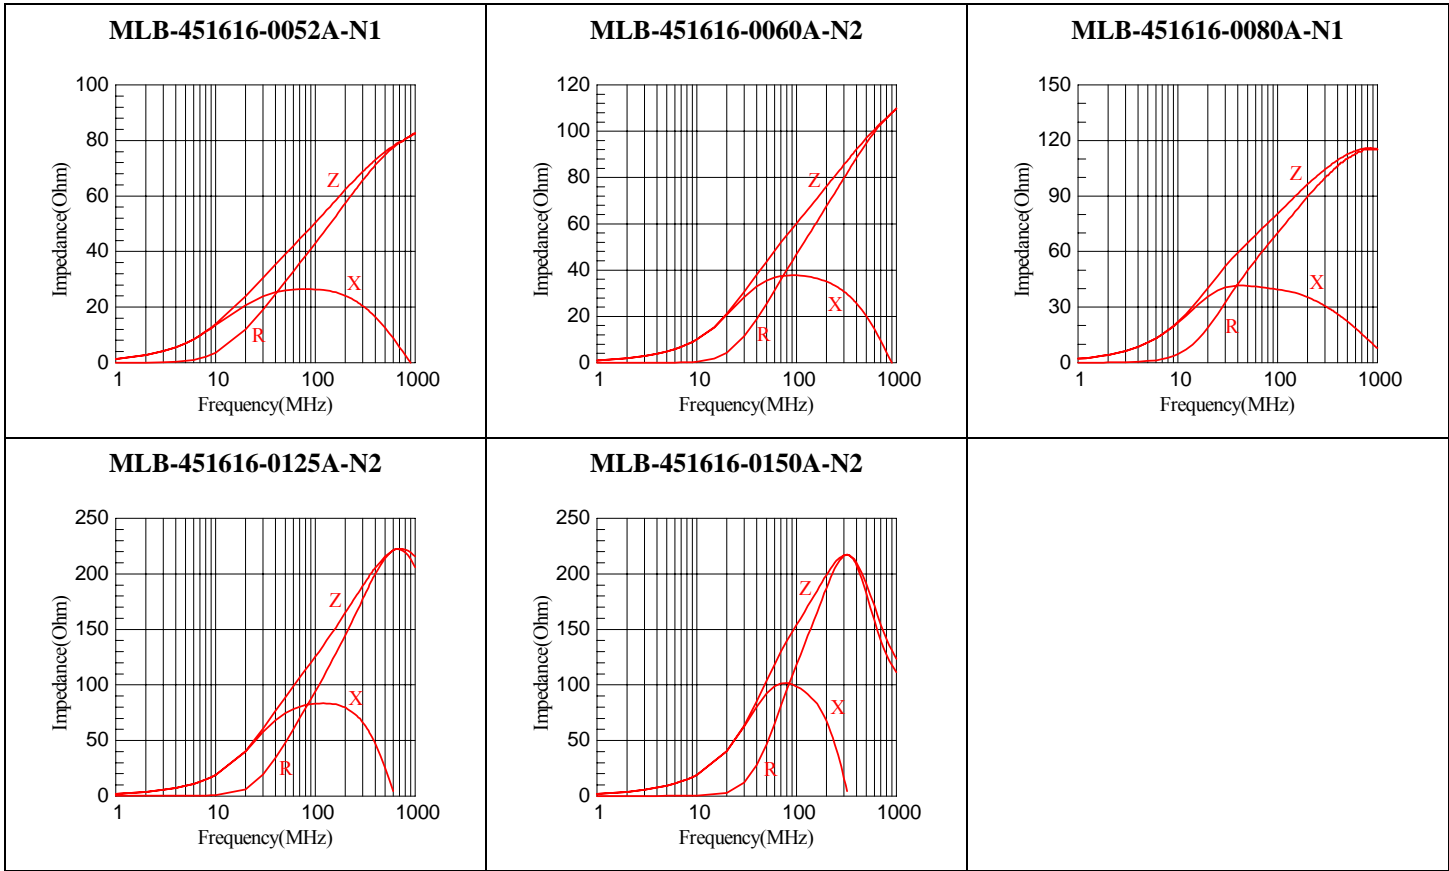 MLB-451616-0052A-N1
100
80
60
40
20
0
Impedance(Ohm)
Z
X
R
1 10 100 1000
Frequency(MHz)
MLB-451616-0060A-N2
120
100
80
60
40
20
0
Impedance(Ohm)
Z
X
R
1 10 100 1000
Frequency(MHz)
MLB-451616-0080A-N1
150
120
90
60
30
0
Impedance(Ohm)
Z
X
R
1 10 100 1000
Frequency(MHz)
MLB-451616-0125A-N2
250
200
150
100
50
0
Impedance(Ohm)
Z
X
R
1 10 100 1000
Frequency(MHz)
MLB-451616-0150A-N2
250
200
150
100
50
0
Impedance(Ohm)
Z
X
R
1 10 100 1000
Frequency(MHz)